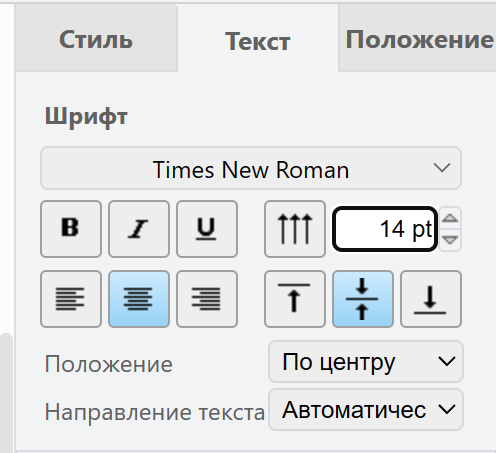 Стиль Текст Положение
Шрифт
Times New Roman
B I U 14 pt
Положение По центру
Направление текста Автоматичес